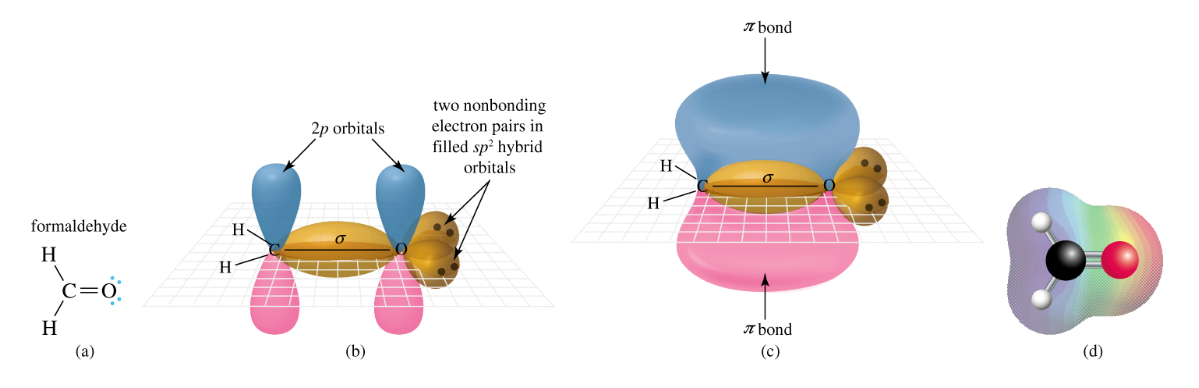 formaldehyde
H
C=O
H
(a)
2p orbitals
two nonbonding
electron pairs in
filled sp² hybrid
orbitals
H
H
C
σ
O
(b)
π bond
H
H
C
σ
O
π bond
(c)
(d)